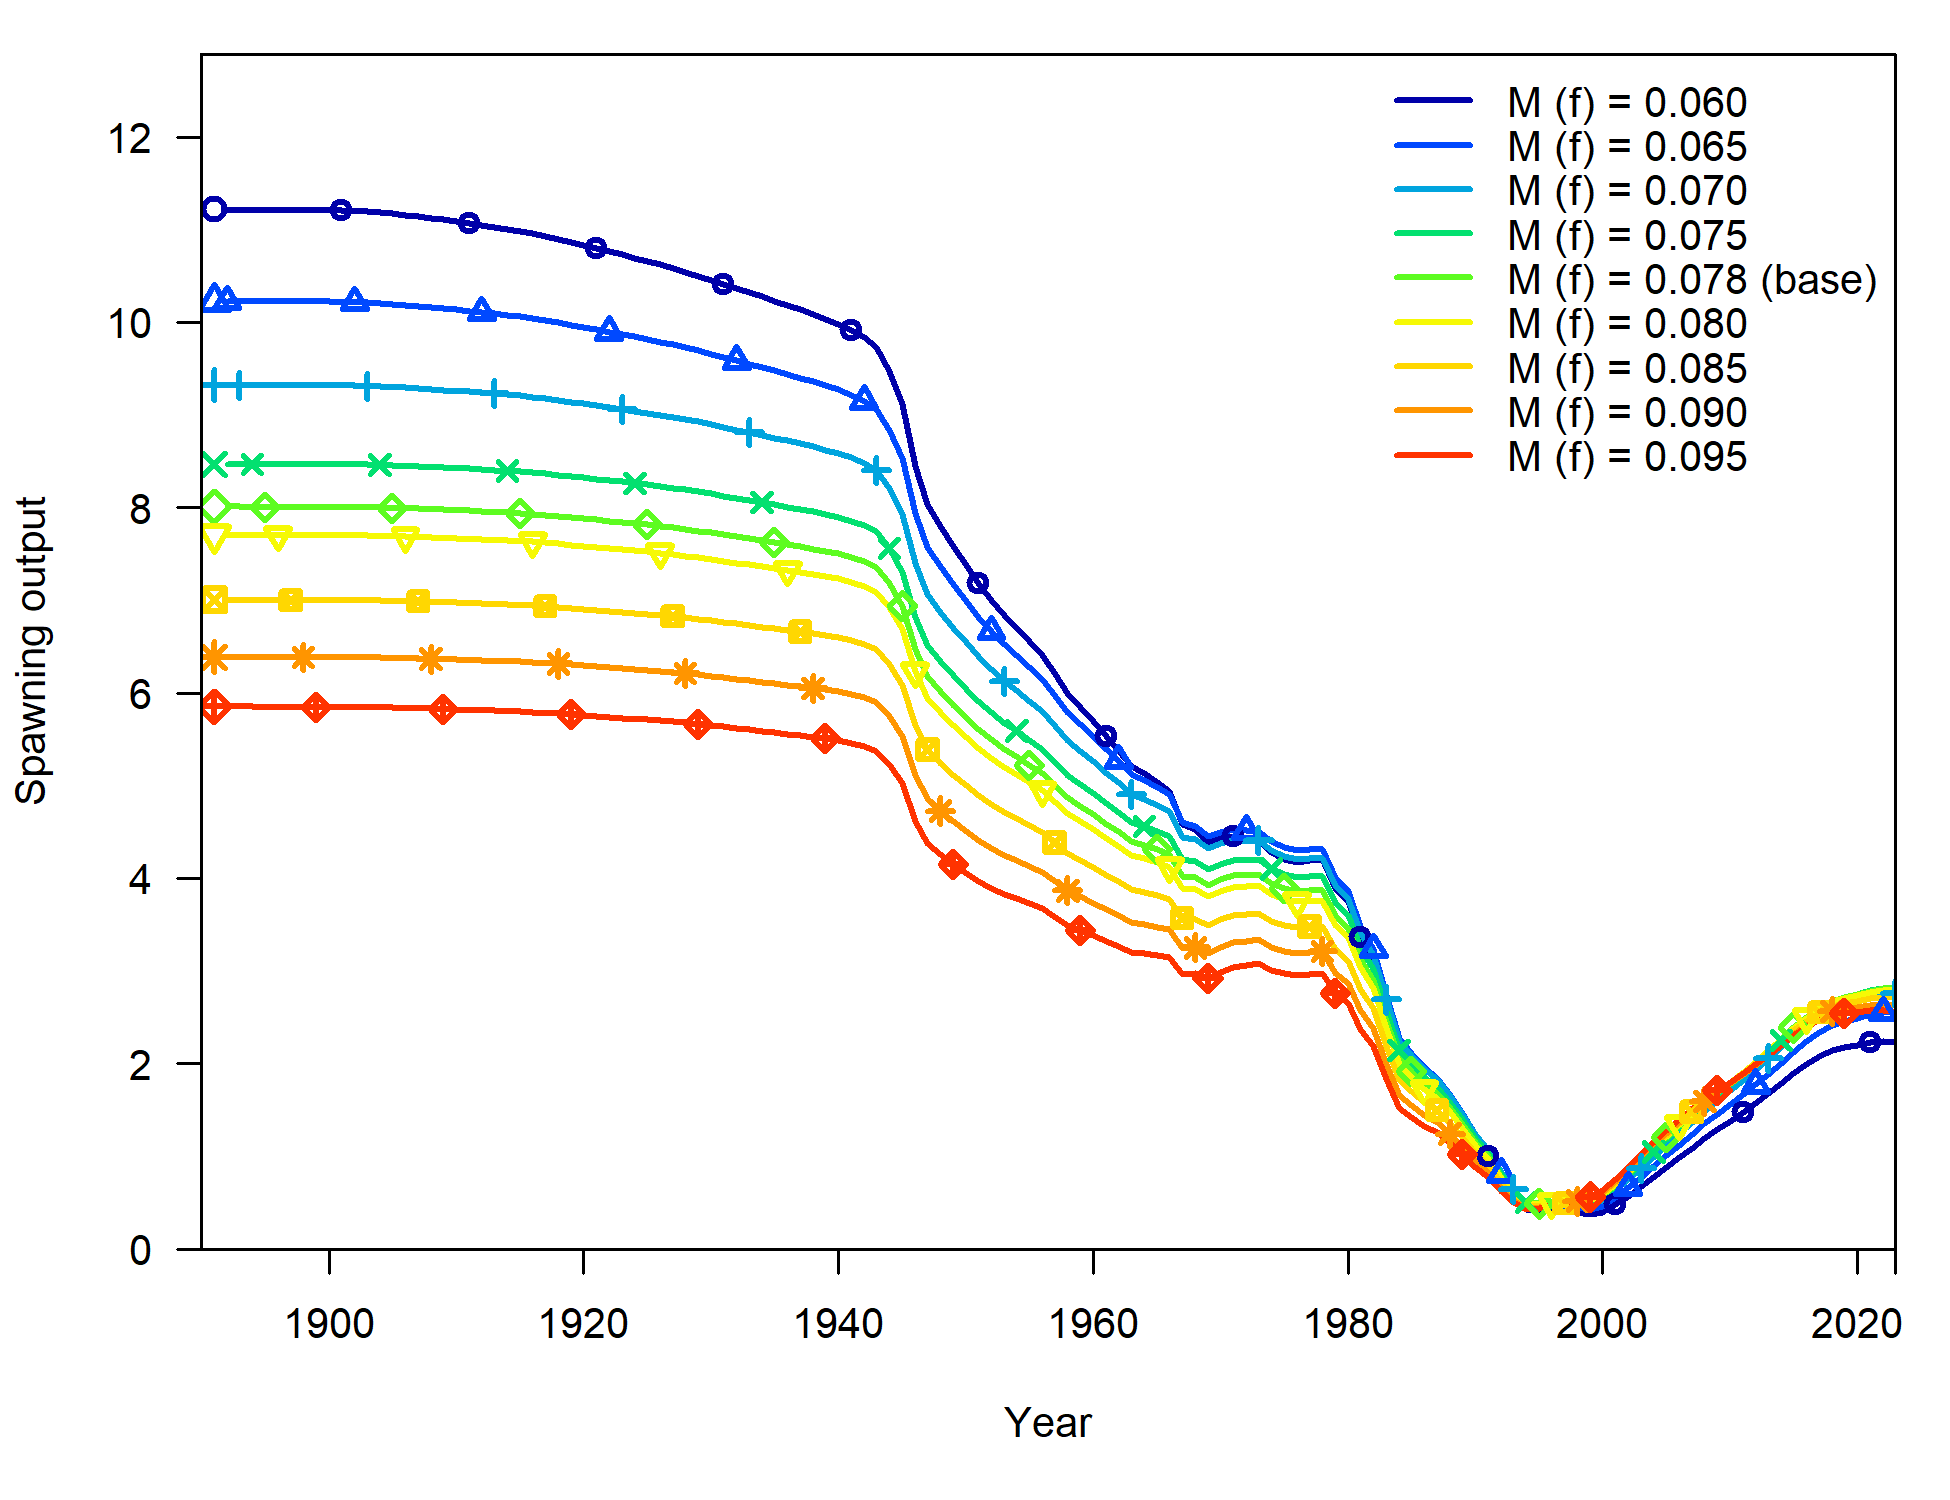 M (f) = 0.060
M (f) = 0.065
M (f) = 0.070
M (f) = 0.075
M (f) = 0.078 (base)
M (f) = 0.080
M (f) = 0.085
M (f) = 0.090
M (f) = 0.095
Spawning output
12
10
8
6
4
2
0
1900 1920 1940 1960 1980 2000 2020
Year